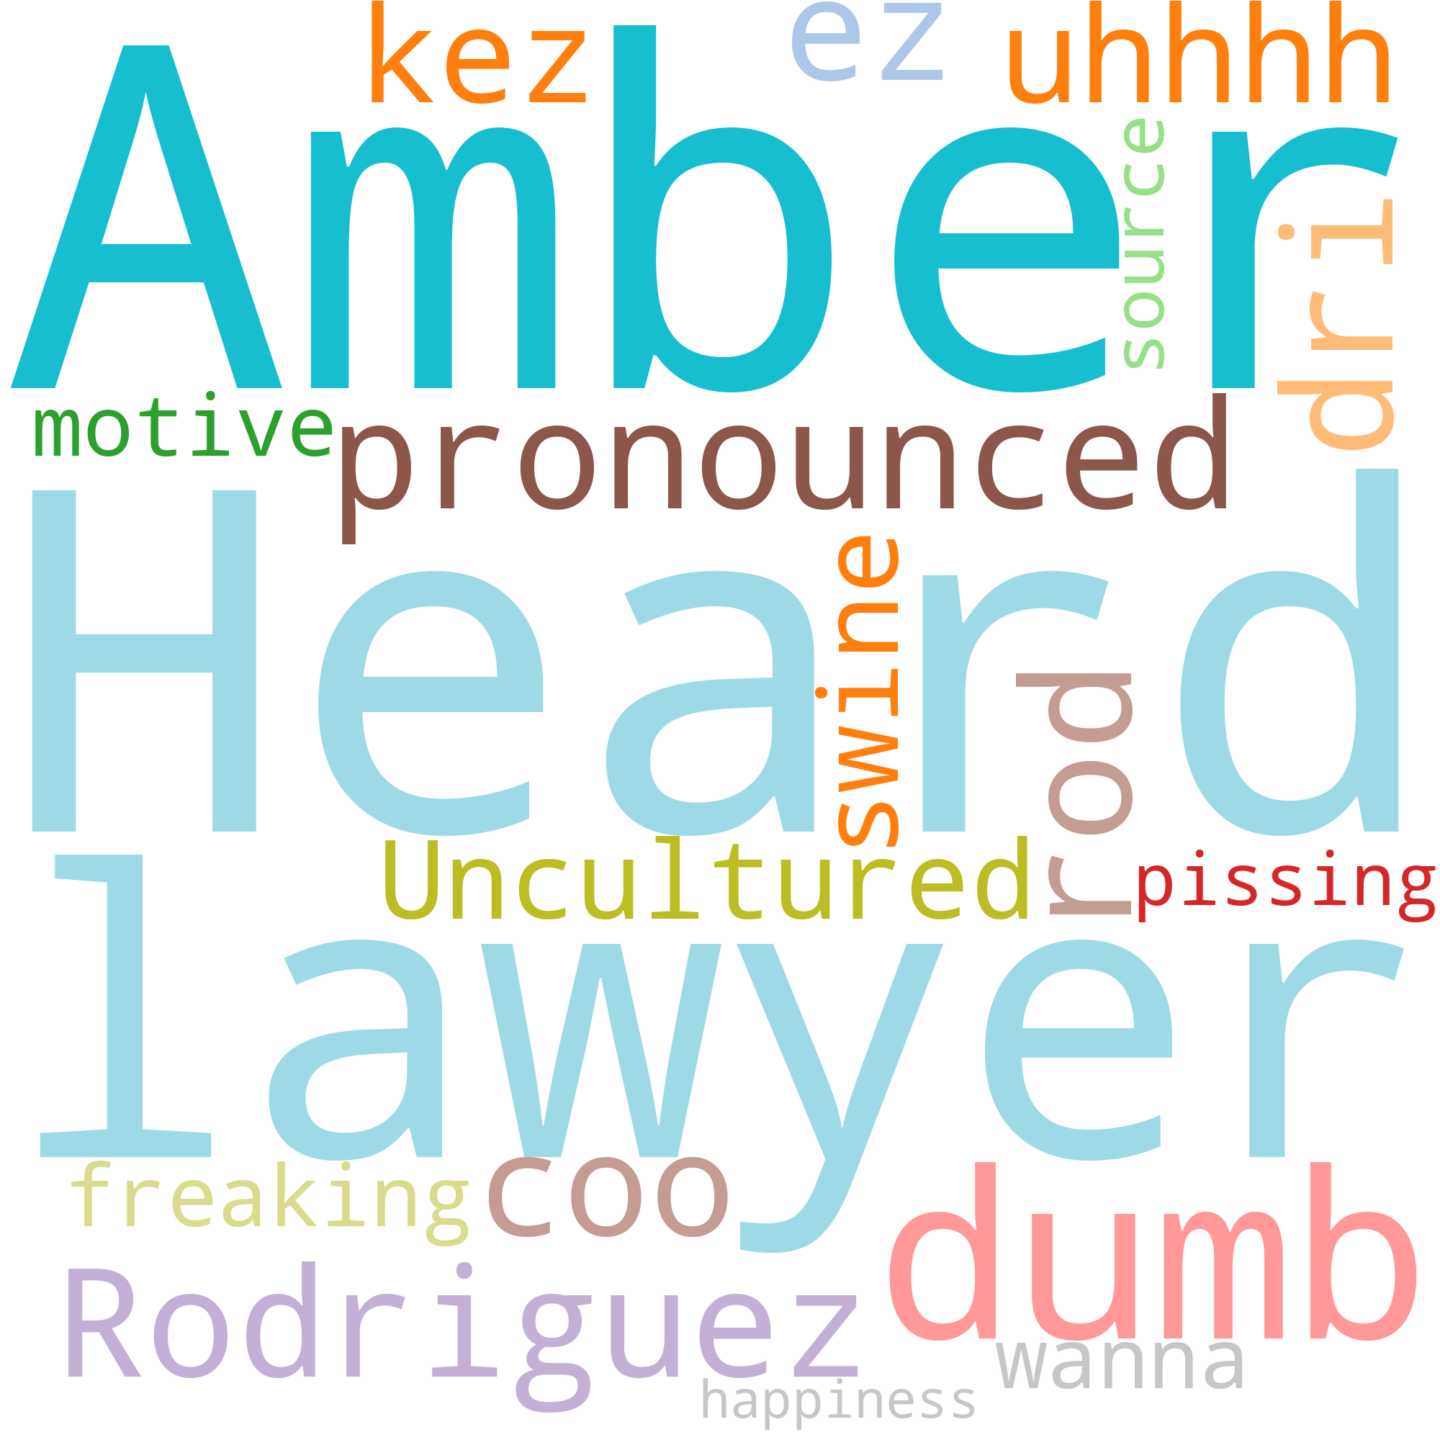 kez
ez
uhhhh
Amber
source
dri
motive
pronounced
Heard
swine
rod
Uncultured
pissing
lawyer
freaking
coo
dumb
Rodriguez
wanna
happiness